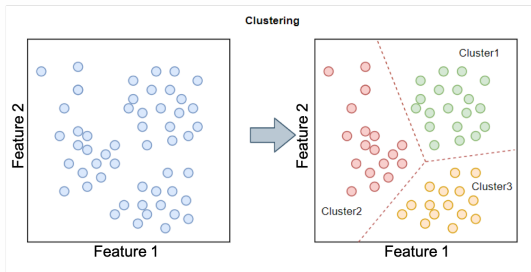 Clustering
Feature 2
Feature 1
Feature 2
Cluster1
Cluster2
Cluster3
Feature 1